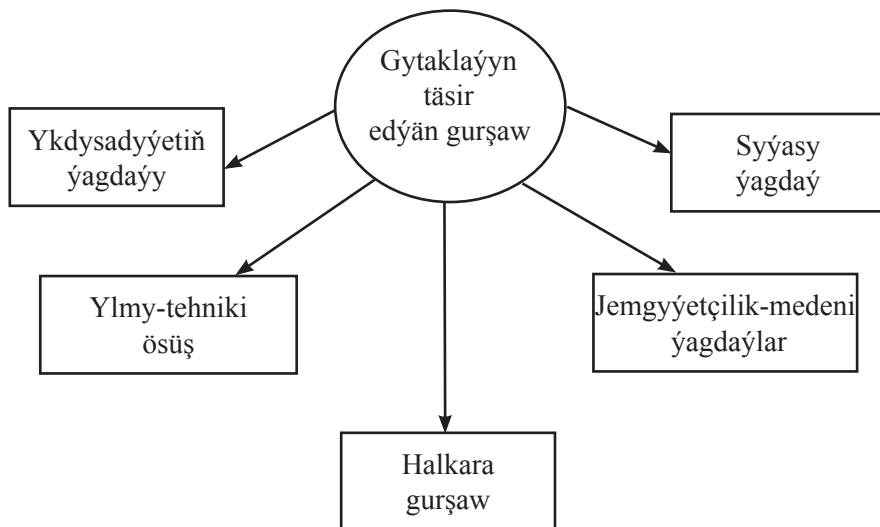 Gytaklaýyn
täsir
edýän gurşaw
Ykdysadyýetiň
ýagdaýy
Syýasy
ýagdaý
Ylmy-tehniki
ösüş
Jemgyýetçilik-medeni
ýagdaýlar
Halkara
gurşaw